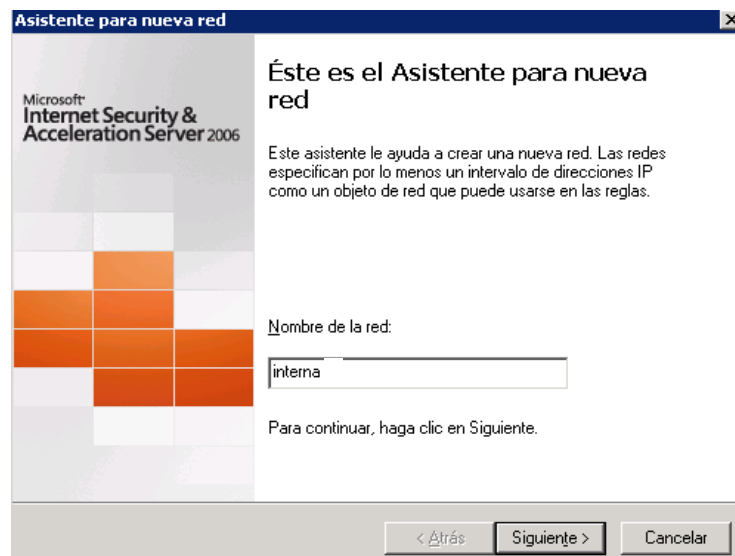 Asistente para nueva red
Microsoft
Internet Security &
Acceleration Server 2006
Éste es el Asistente para nueva
red
Este asistente le ayuda a crear una nueva red. Las redes
especifican por lo menos un intervalo de direcciones IP
como un objeto de red que puede usarse en las reglas.
Nombre de la red:
interna
Para continuar, haga clic en Siguiente.
< Atrás
Siguiente >
Cancelar